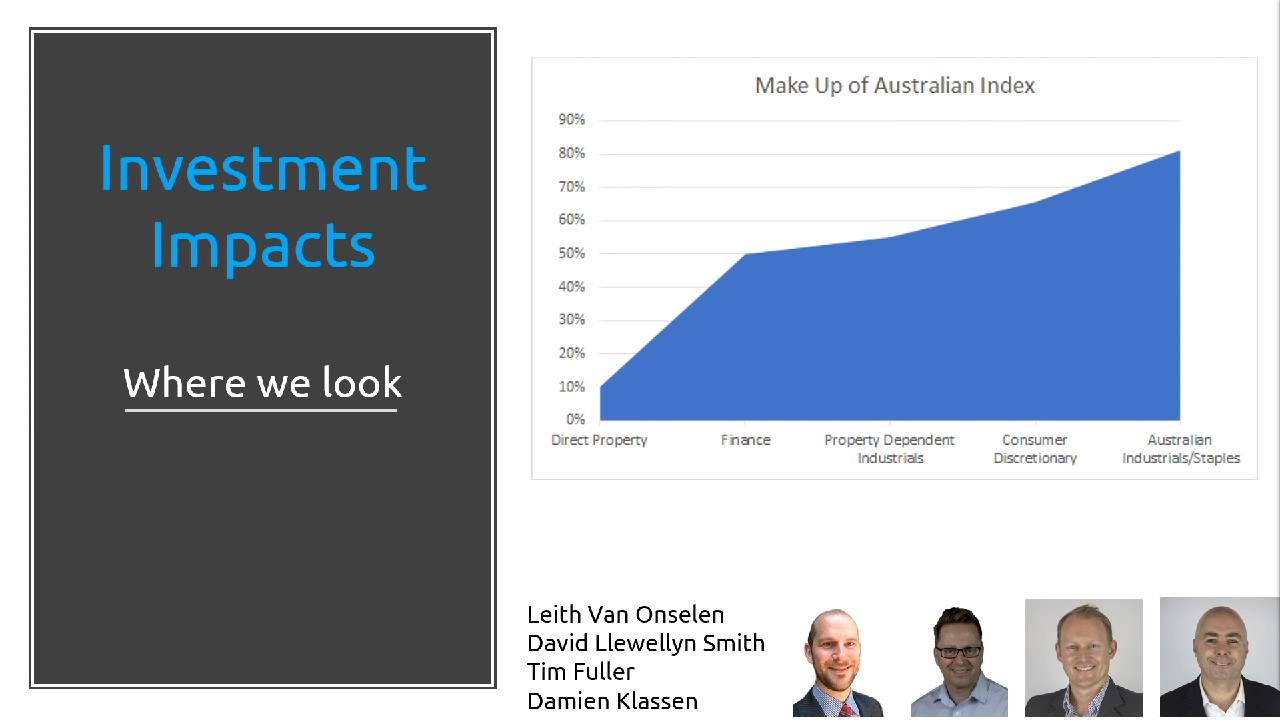 Investment
Impacts
Where we look
Make Up of Australian Index
90%
80%
70%
60%
50%
40%
30%
20%
10%
0%
Direct Property
Finance
Property Dependent
Industrials
Consumer
Discretionary
Australian
Industrials/Staples
Leith Van Onselen
David Llewellyn Smith
Tim Fuller
Damien Klassen